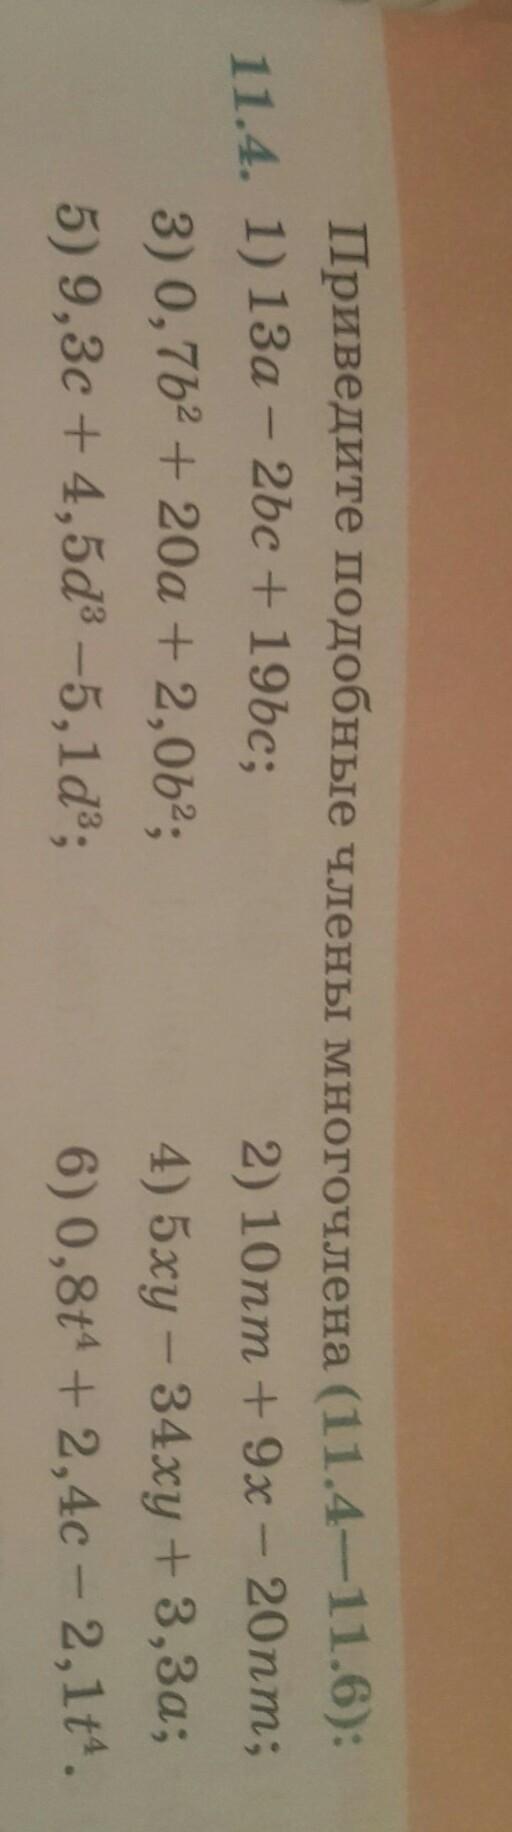 Приведите подобные члены многочлена (11.4—11.6):
11.4. 1) 13a – 2bc + 19bc; 2) 10nm + 9x – 20nm;
3) 0,7b² + 20a + 2,0b²; 4) 5xy – 34xy + 3,3a;
5) 9,3c + 4,5d³ –5,1d³; 6) 0,8t⁴ + 2,4c – 2,1t⁴.